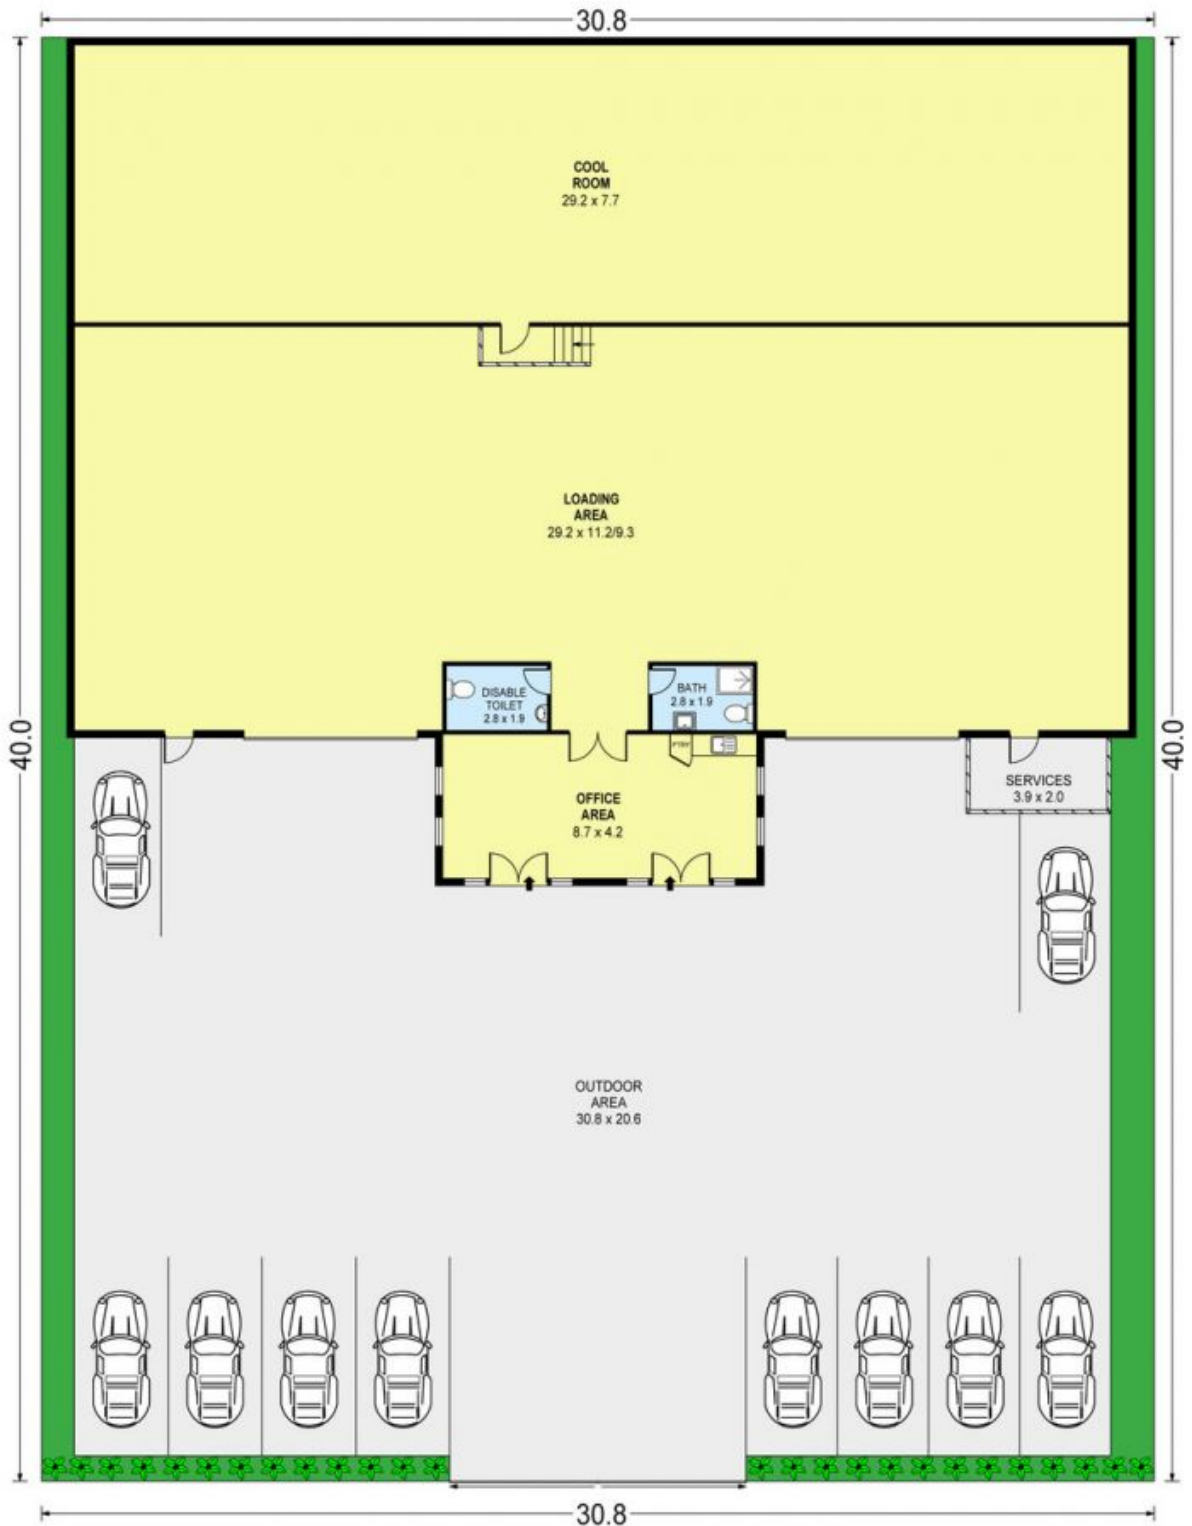 30.8
COOL
ROOM
29.2 x 7.7
LOADING
AREA
29.2 x 11.2/9.3
DISABLE
TOILET
2.8 x 1.9
BATH
2.8 x 1.9
40.0
40.0
PTRY
OFFICE
AREA
8.7 x 4.2
SERVICES
3.9 x 2.0
OUTDOOR
AREA
30.8 x 20.6
30.8